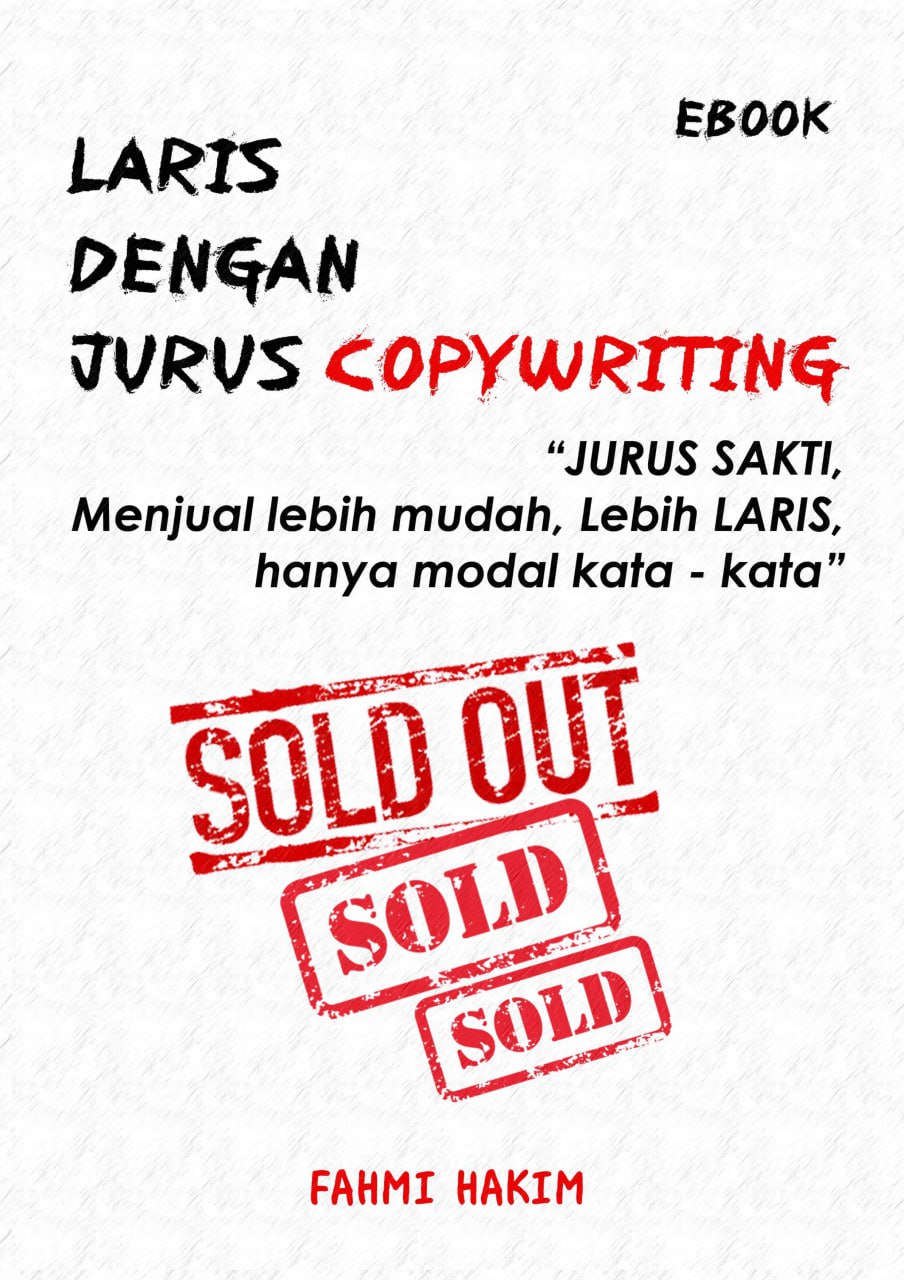 EBOOK
LARIS
DENGAN
JURUS COPYWRITING
“JURUS SAKTI,
Menjual lebih mudah, Lebih LARIS,
hanya modal kata - kata”
SOLD OUT
SOLD
SOLD
FAHMI HAKIM